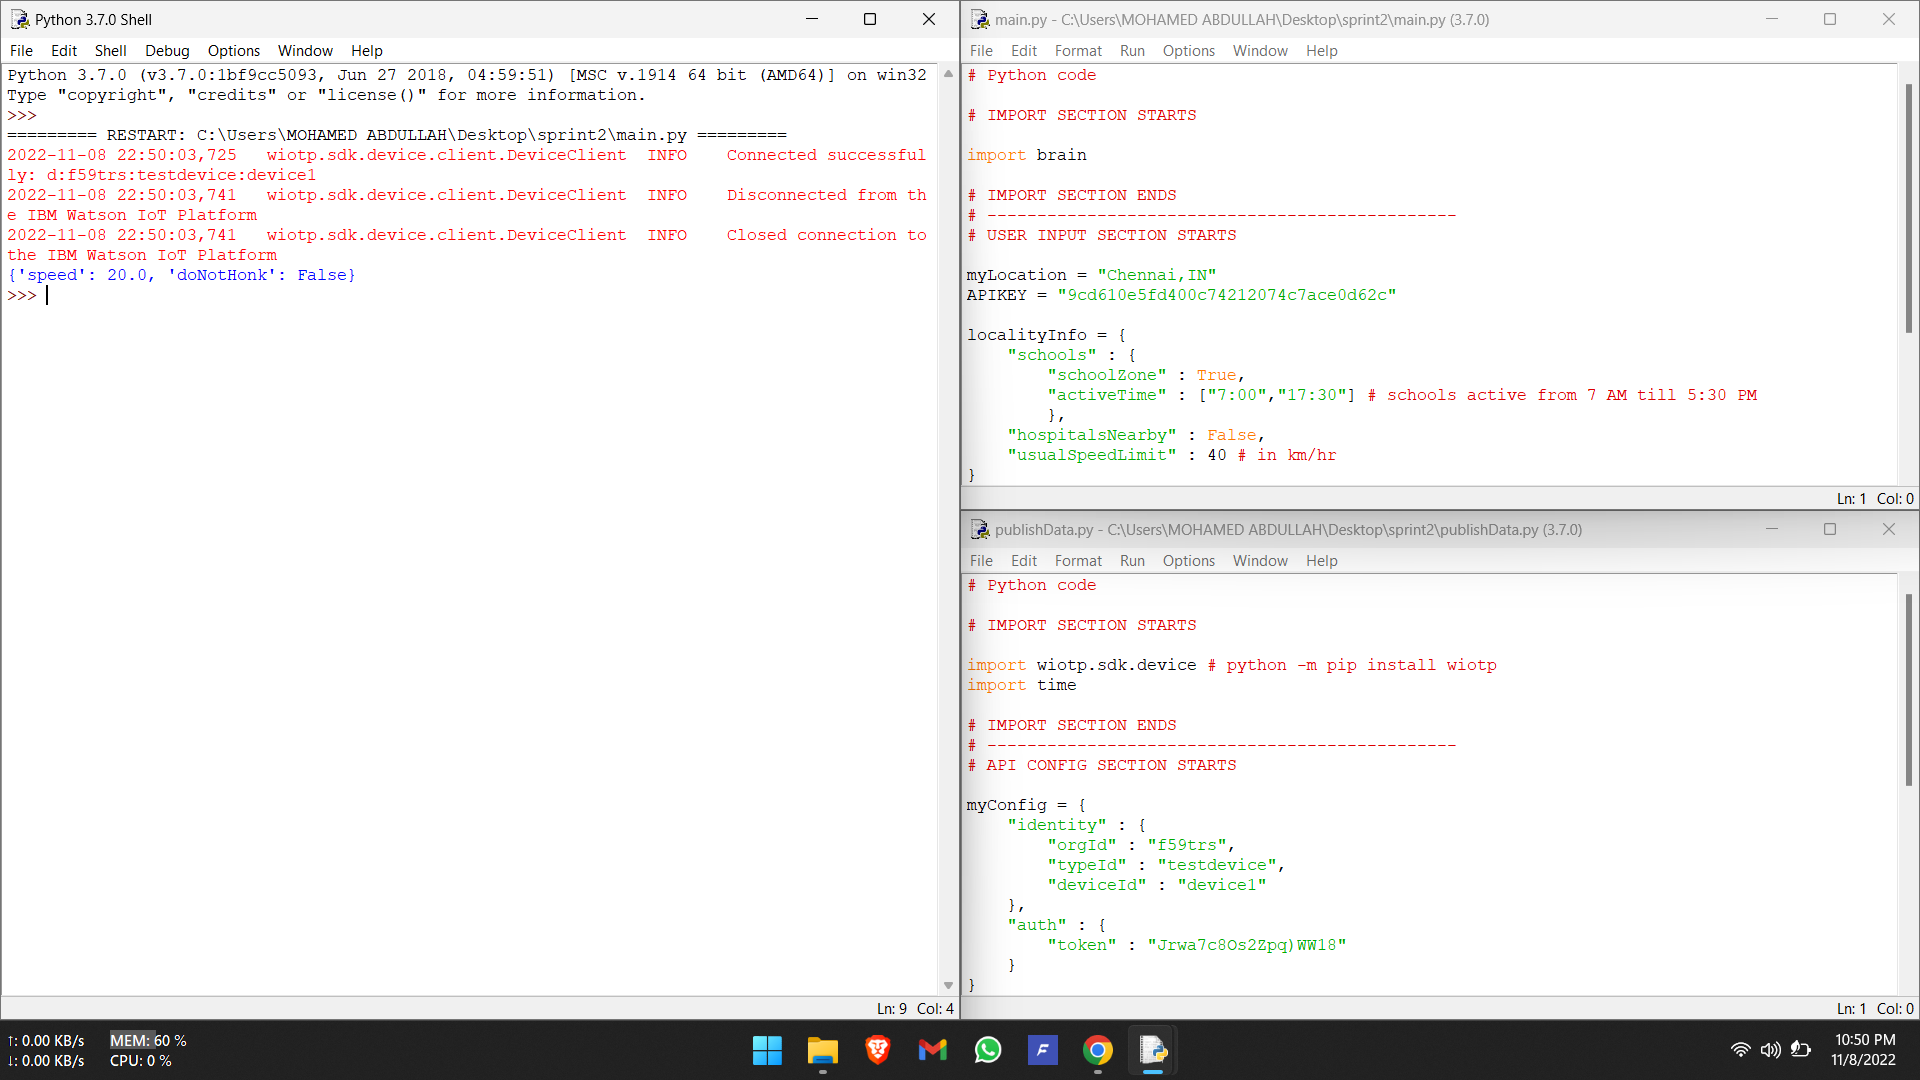 Python 3.7.0 Shell
File Edit Shell Debug Options Window Help
Python 3.7.0 (v3.7.0:1bf9cc5093, Jun 27 2018, 04:59:51) [MSC v.1914 64 bit (AMD64)] on win32
Type "copyright", "credits" or "license()" for more information.
>>>
========= RESTART: C:\Users\MOHAMED ABDULLAH\Desktop\sprint2\main.py =========
2022-11-08 22:50:03,725   wiotp.sdk.device.client.DeviceClient  INFO    Connected successful
ly: d:f59trs:testdevice:device1
2022-11-08 22:50:03,741   wiotp.sdk.device.client.DeviceClient  INFO    Disconnected from th
e IBM Watson IoT Platform
2022-11-08 22:50:03,741   wiotp.sdk.device.client.DeviceClient  INFO    Closed connection to
the IBM Watson IoT Platform
{'speed': 20.0, 'doNotHonk': False}
>>>
Ln: 9 Col: 4
main.py - C:\Users\MOHAMED ABDULLAH\Desktop\sprint2\main.py (3.7.0)
File Edit Format Run Options Window Help
# Python code
# IMPORT SECTION STARTS
import brain
# IMPORT SECTION ENDS
# -----------------------------------------------
# USER INPUT SECTION STARTS
myLocation = "Chennai,IN"
APIKEY = "9cd610e5fd400c74212074c7ace0d62c"
localityInfo = {
    "schools" : {
        "schoolZone" : True,
        "activeTime" : ["7:00","17:30"] # schools active from 7 AM till 5:30 PM
        },
    "hospitalsNearby" : False,
    "usualSpeedLimit" : 40 # in km/hr
}
Ln: 1 Col: 0
publishData.py - C:\Users\MOHAMED ABDULLAH\Desktop\sprint2\publishData.py (3.7.0)
File Edit Format Run Options Window Help
# Python code
# IMPORT SECTION STARTS
import wiotp.sdk.device # python -m pip install wiotp
import time
# IMPORT SECTION ENDS
# -----------------------------------------------
# API CONFIG SECTION STARTS
myConfig = {
    "identity" : {
        "orgId" : "f59trs",
        "typeId" : "testdevice",
        "deviceId" : "device1"
    },
    "auth" : {
        "token" : "Jrwa7c8Os2Zpq)WW18"
    }
}
Ln: 1 Col: 0
↑: 0.00 KB/s MEM: 60 %
↓: 0.00 KB/s CPU: 0 %
10:50 PM
11/8/2022